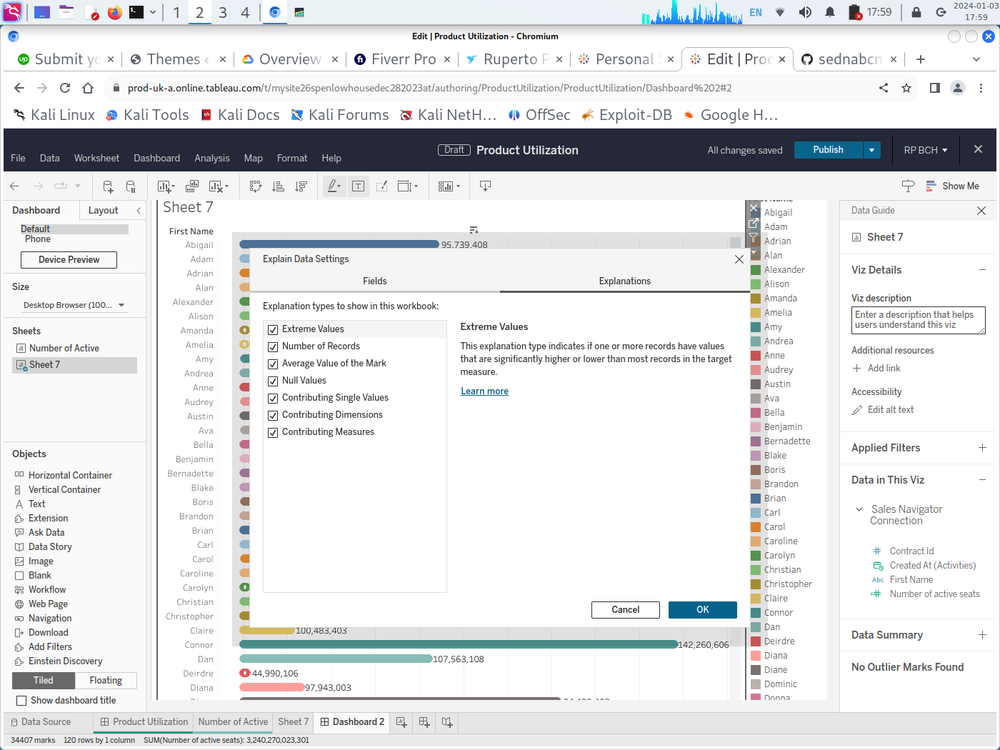 1 2 3 4
EN
17:59
2024-01-03
17:59
Edit | Product Utilization - Chromium
Submit yo
Themes
Overview
Fiverr Pro
Ruperto P
Personal S
Edit | Proc
sednabcn
prod-uk-a.online.tableau.com/t/mysite26spenlowhousedec282023at/authoring/ProductUtilization/ProductUtilization/Dashboard%202#2
Kali Linux
Kali Tools
Kali Docs
Kali Forums
Kali NetH...
OffSec
Exploit-DB
Google H...
File
Data
Worksheet
Dashboard
Analysis
Map
Format
Help
Draft
Product Utilization
All changes saved
Publish
RP BCH
Show Me
Dashboard
Layout
Default
Phone
Device Preview
Size
Desktop Browser (100...
Sheets
Number of Active
Sheet 7
Objects
Horizontal Container
Vertical Container
Text
Extension
Ask Data
Data Story
Image
Blank
Workflow
Web Page
Navigation
Download
Add Filters
Einstein Discovery
Tiled
Floating
Show dashboard title
Sheet 7
First Name
Abigail
95,739,408
Adam
Adrian
Alan
Alexander
Alison
Amanda
Amelia
Amy
Andrea
Anne
Audrey
Austin
Ava
Bella
Benjamin
Bernadette
Blake
Boris
Brandon
Brian
Carl
Carol
Caroline
Carolyn
Christian
Christopher
Claire
100,483,403
Connor
142,260,606
Dan
107,563,108
Deirdre
44,990,106
Diana
97,943,003
Explain Data Settings
Fields
Explanations
Explanation types to show in this workbook:
Extreme Values
Number of Records
Average Value of the Mark
Null Values
Contributing Single Values
Contributing Dimensions
Contributing Measures
Extreme Values
This explanation type indicates if one or more records have values
that are significantly higher or lower than most records in the target
measure.
Learn more
Cancel
OK
Name
Abigail
Adam
Adrian
Alan
Alexander
Alison
Amanda
Amelia
Amy
Andrea
Anne
Audrey
Austin
Ava
Bella
Benjamin
Bernadette
Blake
Boris
Brandon
Brian
Carl
Carol
Caroline
Carolyn
Christian
Christopher
Claire
Connor
Dan
Deirdre
Diana
Diane
Dominic
Donna
Data Guide
Sheet 7
Viz Details
Viz description
Enter a description that helps
users understand this viz
Additional resources
Add link
Accessibility
Edit alt text
Applied Filters
Data in This Viz
Sales Navigator
Connection
Contract Id
Created At (Activities)
Abc First Name
Number of active seats
Data Summary
No Outlier Marks Found
Data Source
Product Utilization
Number of Active
Sheet 7
Dashboard 2
34407 marks
120 rows by 1 column
SUM(Number of active seats): 3,240,270,023,301